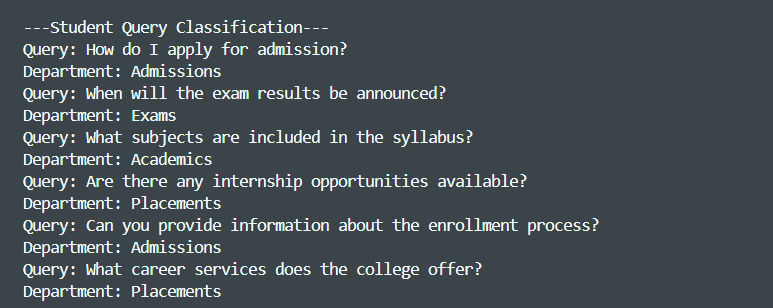 ---Student Query Classification---
Query: How do I apply for admission?
Department: Admissions
Query: When will the exam results be announced?
Department: Exams
Query: What subjects are included in the syllabus?
Department: Academics
Query: Are there any internship opportunities available?
Department: Placements
Query: Can you provide information about the enrollment process?
Department: Admissions
Query: What career services does the college offer?
Department: Placements